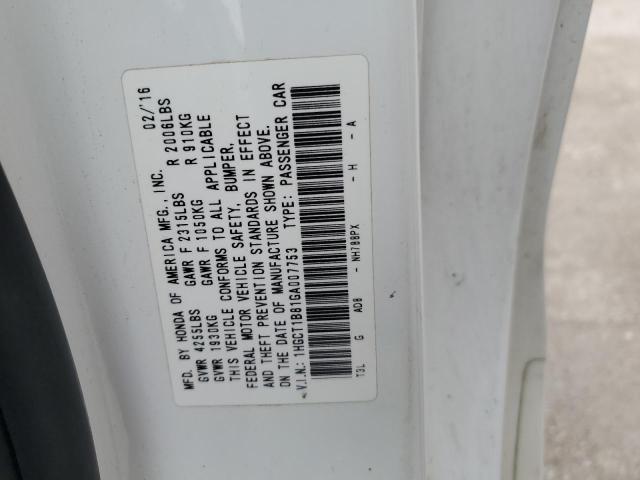 MFD. BY HONDA OF AMERICA MFG., INC. 02/'16
GVWR 4255LBS GAWR F 2315LBS R 2006LBS
GVWR 1930KG GAWR F 1050KG R 910KG
THIS VEHICLE CONFORMS TO ALL APPLICABLE
FEDERAL MOTOR VEHICLE SAFETY, BUMPER,
AND THEFT PREVENTION STANDARDS IN EFFECT
ON THE DATE OF MANUFACTURE SHOWN ABOVE.
V.I.N.: 1HGCT1B81GA007753 TYPE: PASSENGER CAR
T3L G AD8 - NH788PX - H - A